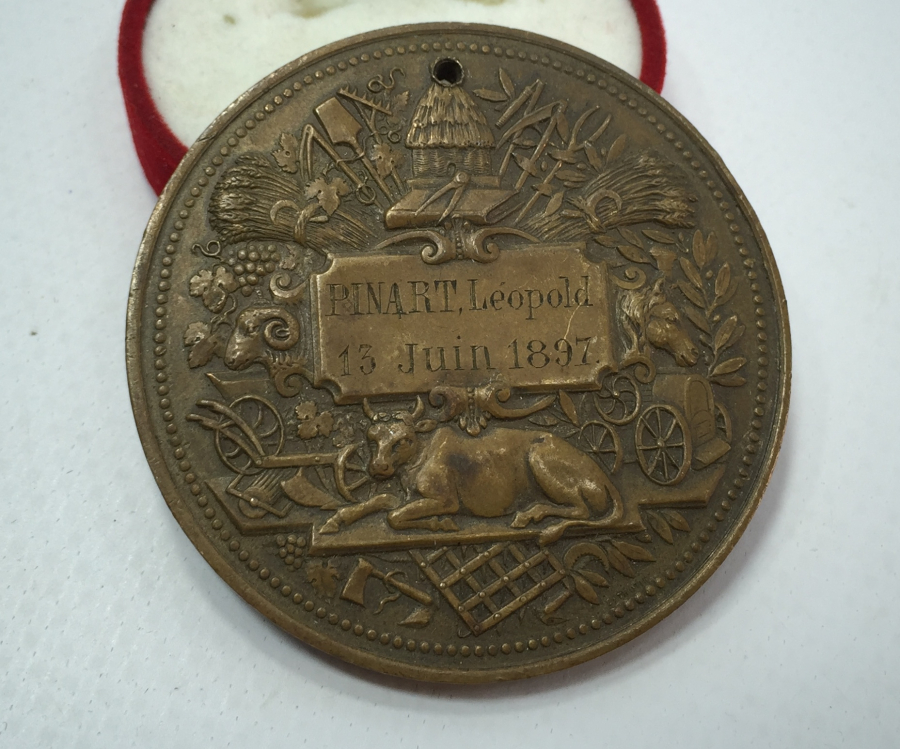 PINART, Léopold
13 Juin 1897.